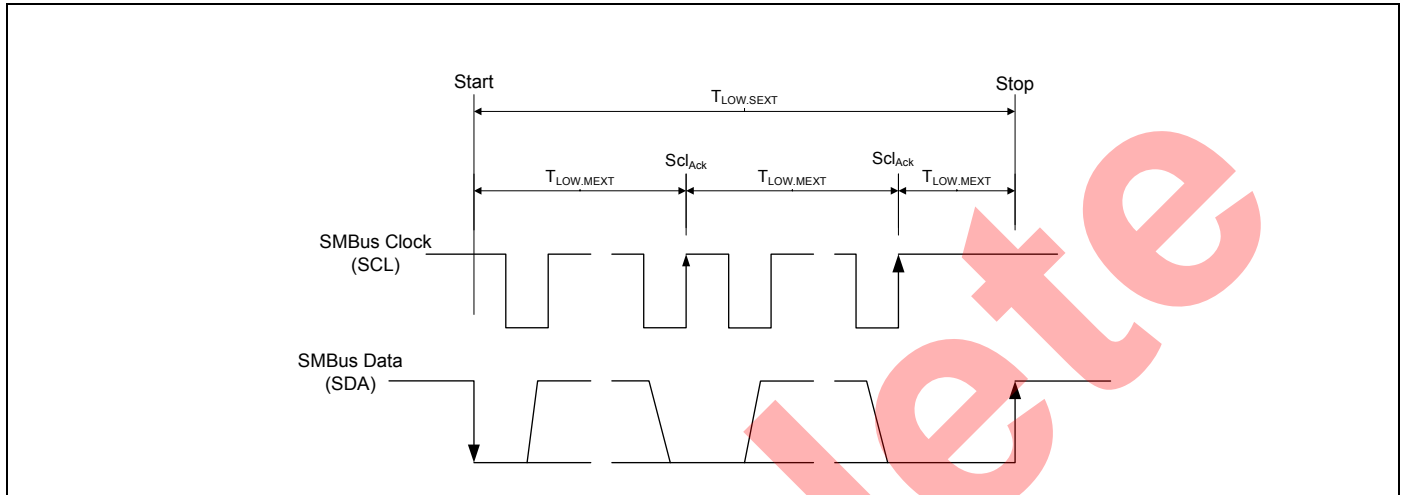 Start
Stop
TLOW.SEXT
SclAck
SclAck
TLOW.MEXT
TLOW.MEXT
TLOW.MEXT
SMBus Clock
(SCL)
SMBus Data
(SDA)
lete